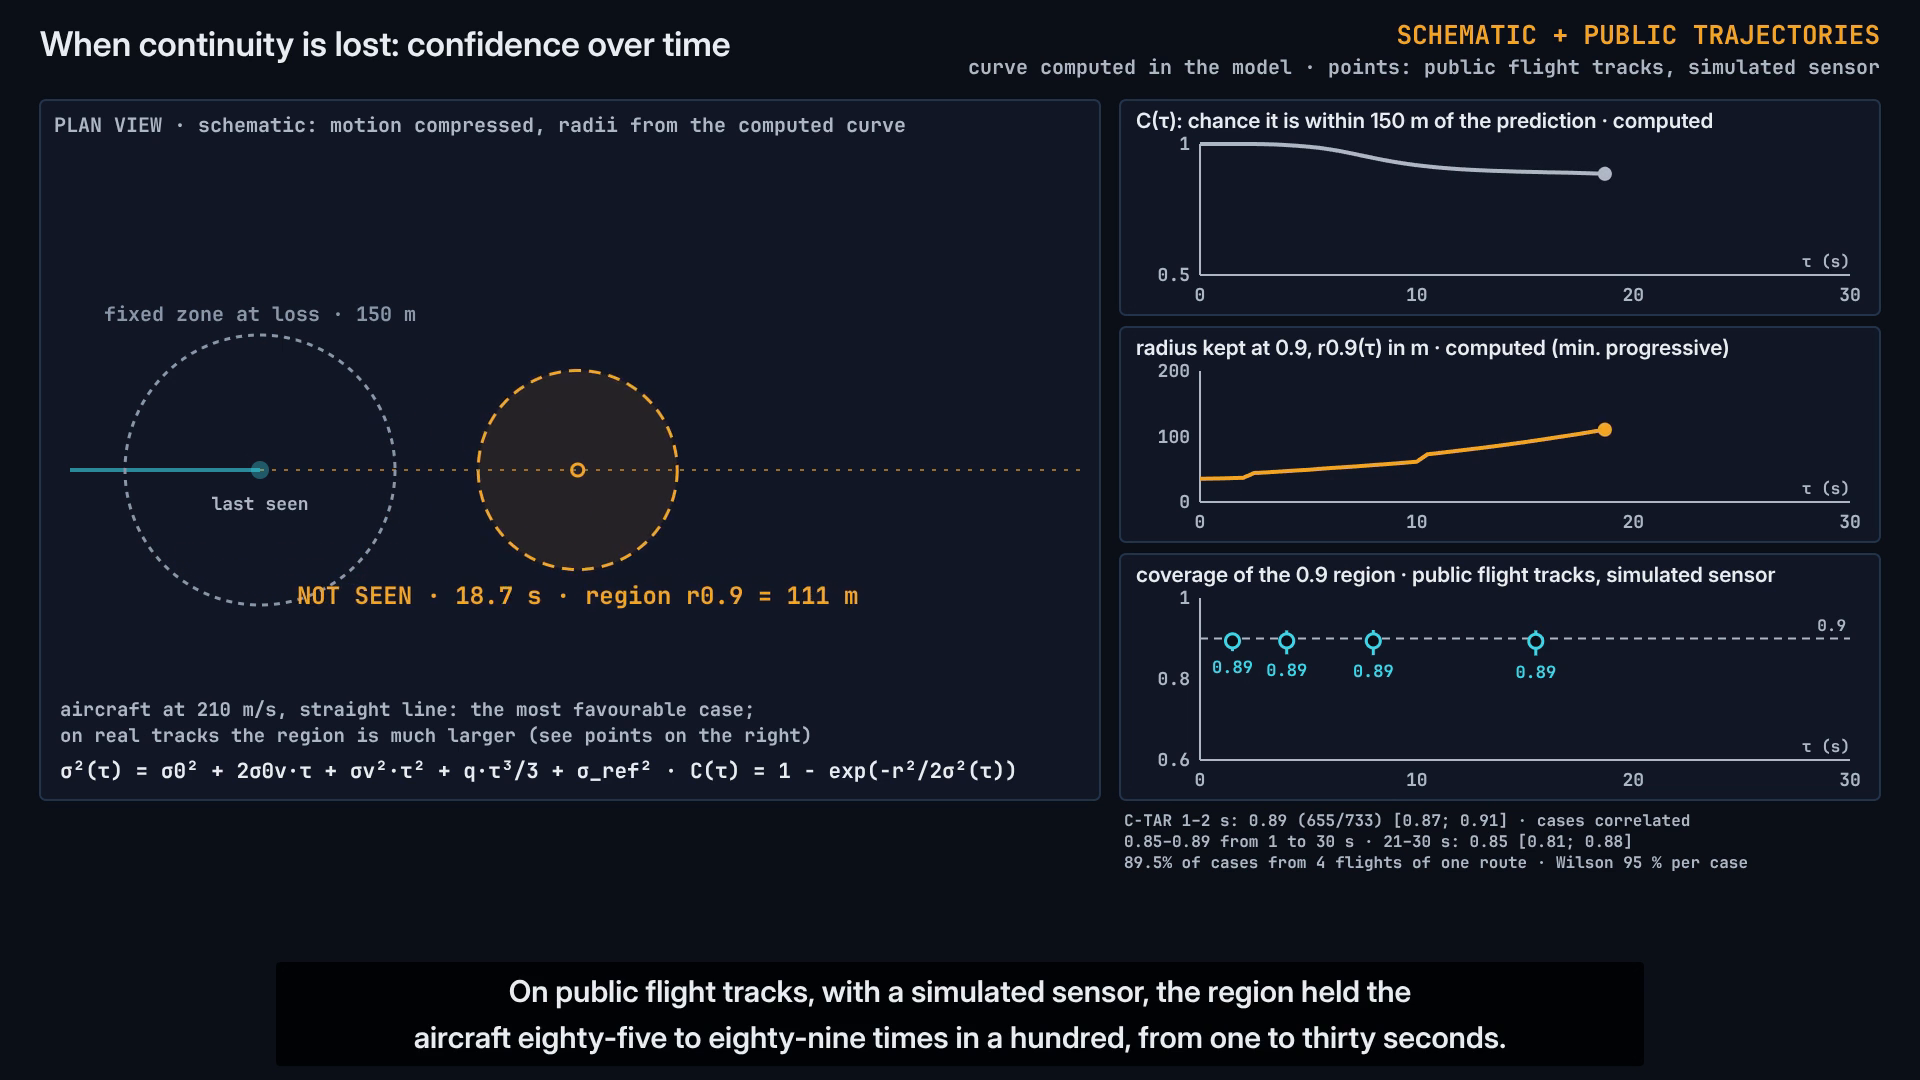 When continuity is lost: confidence over time
SCHEMATIC + PUBLIC TRAJECTORIES
curve computed in the model · points: public flight tracks, simulated sensor
PLAN VIEW · schematic: motion compressed, radii from the computed curve
fixed zone at loss · 150 m
last seen
NOT SEEN · 18.7 s · region r0.9 = 111 m
aircraft at 210 m/s, straight line: the most favourable case;
on real tracks the region is much larger (see points on the right)
σ²(τ) = σ0² + 2σ0v·τ + σv²·τ² + q·τ³/3 + σ_ref² · C(τ) = 1 - exp(-r²/2σ²(τ))
C(τ): chance it is within 150 m of the prediction · computed
1
0.5
τ (s)
0 10 20 30
radius kept at 0.9, r0.9(τ) in m · computed (min. progressive)
200
100
0
τ (s)
0 10 20 30
coverage of the 0.9 region · public flight tracks, simulated sensor
1
0.9
0.89 0.89 0.89 0.89
0.8
τ (s)
0.6
0 10 20 30
C-TAR 1–2 s: 0.89 (655/733) [0.87; 0.91] · cases correlated
0.85–0.89 from 1 to 30 s · 21–30 s: 0.85 [0.81; 0.88]
89.5% of cases from 4 flights of one route · Wilson 95 % per case
On public flight tracks, with a simulated sensor, the region held the
aircraft eighty-five to eighty-nine times in a hundred, from one to thirty seconds.